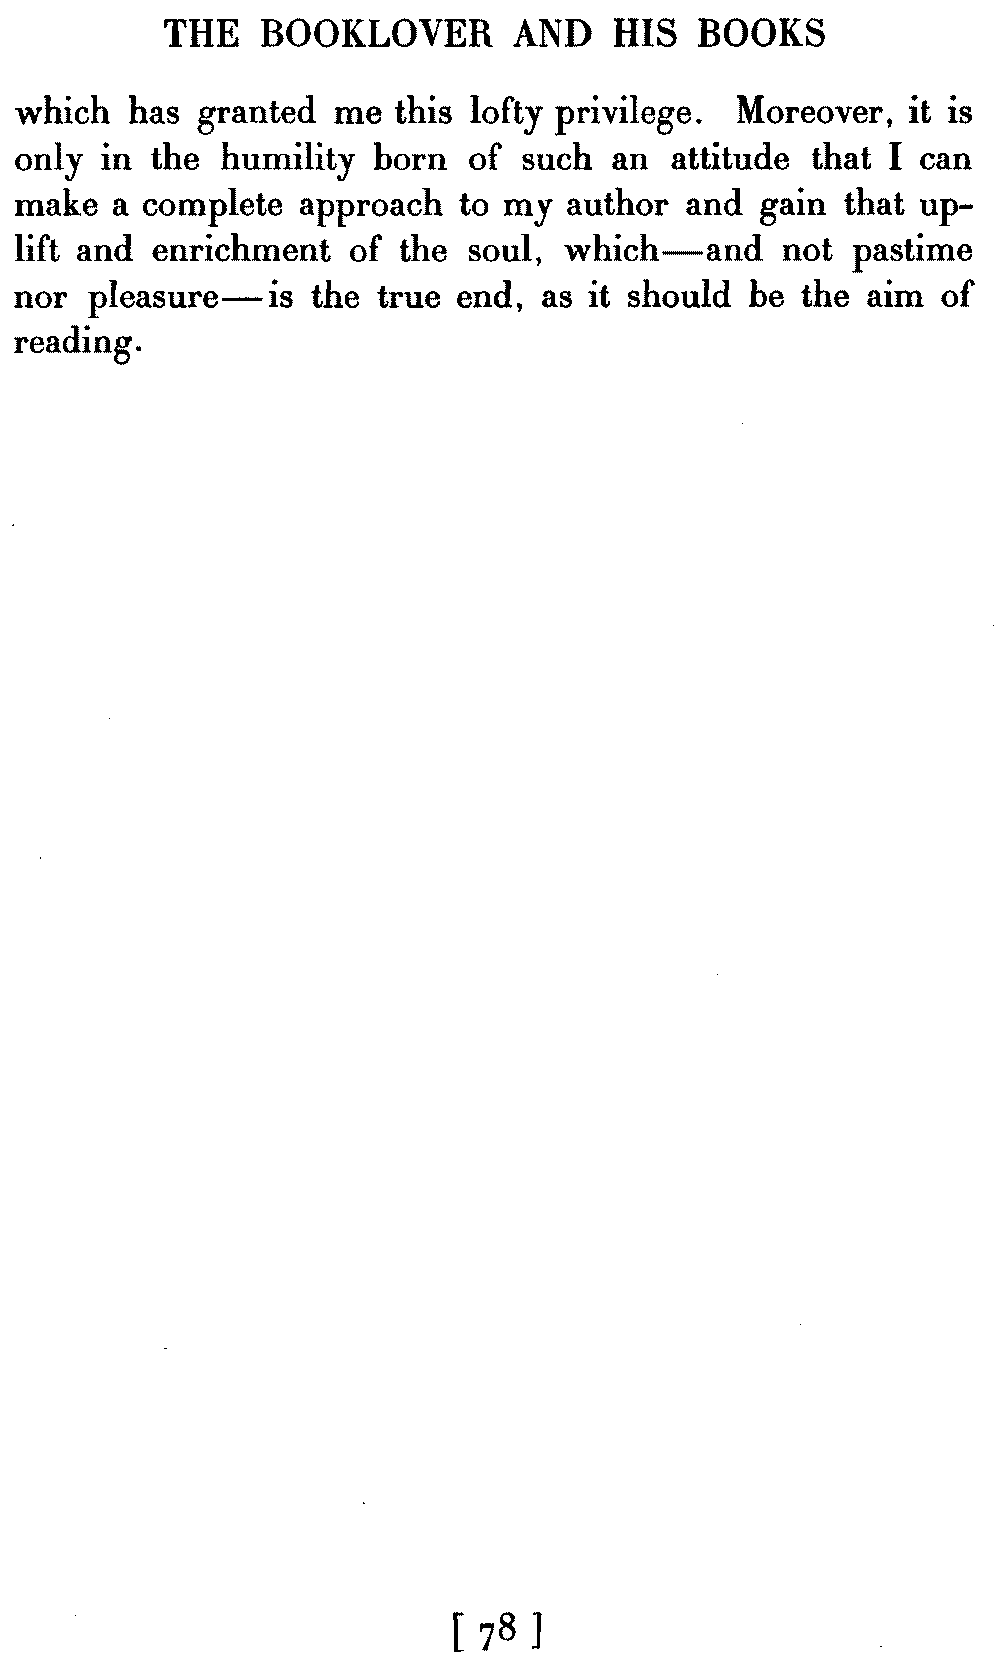 THE BOOKLOVER AND HIS BOOKS
which has granted me this lofty privilege. Moreover, it is
only in the humility born of such an attitude that I can
make a complete approach to my author and gain that up-
lift and enrichment of the soul, which—and not pastime
nor pleasure—is the true end, as it should be the aim of
reading.
[ 78 ]